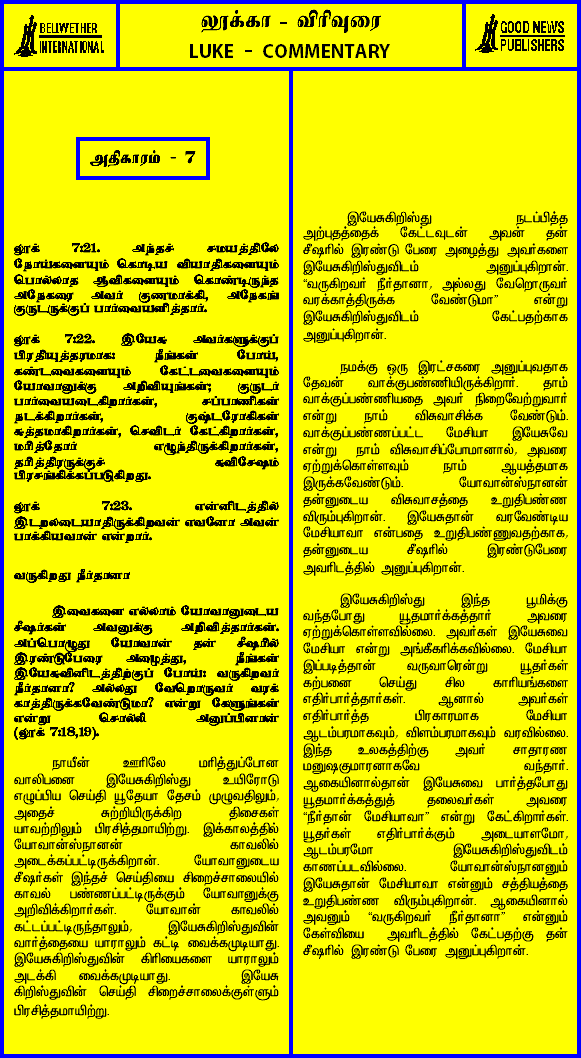 BELWETHER
INTERNATIONAL
லூக்கா - விரிவுரை
LUKE - COMMENTARY
GOOD NEWS
PUBLISHERS
அதிகாரம் - 7
லூக் 7:21. அந்தச் சமயத்திலே
நோய்களையும் கொடிய வியாதிகளையும்
பொல்லாத ஆவிகளையும் கொண்டிருந்த
அநேகரை அவர் குணமாக்கி, அநேகங்
குருடருக்குப் பார்வையளித்தார்.
லூக் 7:22. இயேசு அவர்களுக்குப்
பிரதியுத்தரமாக: நீங்கள் போய்,
கண்டவைகளையும் கேட்டவைகளையும்
யோவானுக்கு அறிவியுங்கள்; குருடர்
பார்வையடைகிறார்கள், சப்பாணிகள்
நடக்கிறார்கள், குஷ்டரோகிகள்
சுத்தமாகிறார்கள், செவிடர் கேட்கிறார்கள்,
மரித்தோர் எழுந்திருக்கிறார்கள்,
தரித்திரருக்குச் சுவிசேஷம்
பிரசங்கிக்கப்படுகிறது.
லூக் 7:23. என்னிடத்தில்
இடறலடையாதிருக்கிறவன் எவனோ அவன்
பாக்கியவான் என்றார்.
வருகிறது நீர்தானா
இவைகளை எல்லாம் யோவானுடைய
சீஷர்கள் அவனுக்கு அறிவித்தார்கள்.
அப்பொழுது யோவான் தன் சீஷரில்
இரண்டுபேரை அழைத்து, நீங்கள்
இயேசுவினிடத்திற்குப் போய்: வருகிறவர்
நீர்தானா? அல்லது வேறொருவர் வரக்
காத்திருக்கவேண்டுமா? என்று கேளுங்கள்
என்று சொல்லி அனுப்பினான்
(லூக் 7:18,19).
நாயீன் ஊரிலே மரித்துப்போன
வாலிபனை இயேசுகிறிஸ்து உயிரோடு
எழுப்பிய செய்தி யூதேயா தேசம் முழுவதிலும்,
அதைச் சுற்றியிருக்கிற திசைகள்
யாவற்றிலும் பிரசித்தமாயிற்று. இக்காலத்தில்
யோவான்ஸ்நானன் காவலில்
அடைக்கப்பட்டிருக்கிறான். யோவானுடைய
சீஷர்கள் இந்தச் செய்தியை சிறைச்சாலையில்
காவல் பண்ணப்பட்டிருக்கும் யோவானுக்கு
அறிவிக்கிறார்கள். யோவான் காவலில்
கட்டப்பட்டிருந்தாலும், இயேசுகிறிஸ்துவின்
வார்த்தையை யாராலும் கட்டி வைக்கமுடியாது.
இயேசுகிறிஸ்துவின் கிரியைகளை யாராலும்
அடக்கி வைக்கமுடியாது. இயேசு
கிறிஸ்துவின் செய்தி சிறைச்சாலைக்குள்ளும்
பிரசித்தமாயிற்று.
இயேசுகிறிஸ்து நடப்பித்த
அற்புதத்தைக் கேட்டவுடன் அவன் தன்
சீஷரில் இரண்டு பேரை அழைத்து அவர்களை
இயேசுகிறிஸ்துவிடம் அனுப்புகிறான்.
“வருகிறவர் நீர்தானா, அல்லது வேறொருவர்
வரக்காத்திருக்க வேண்டுமா” என்று
இயேசுகிறிஸ்துவிடம் கேட்பதற்காக
அனுப்புகிறான்.
நமக்கு ஒரு இரட்சகரை அனுப்புவதாக
தேவன் வாக்குபண்ணியிருக்கிறார். தாம்
வாக்குபண்ணியதை அவர் நிறைவேற்றுவார்
என்று நாம் விசுவாசிக்க வேண்டும்.
வாக்குபண்ணப்பட்ட மேசியா இயேசுவே
என்று நாம் விசுவாசிப்போமானால், அவரை
ஏற்றுக்கொள்ளவும் நாம் ஆயத்தமாக
இருக்கவேண்டும். யோவான்ஸ்நானன்
தன்னுடைய விசுவாசத்தை உறுதிபண்ண
விரும்புகிறான். இயேசுதான் வரவேண்டிய
மேசியாவா என்பதை உறுதிபண்ணுவதற்காக,
தன்னுடைய சீஷரில் இரண்டுபேரை
அவரிடத்தில் அனுப்புகிறான்.
இயேசுகிறிஸ்து இந்த பூமிக்கு
வந்தபோது யூதமார்க்கத்தார் அவரை
ஏற்றுக்கொள்ளவில்லை. அவர்கள் இயேசுவை
மேசியா என்று அங்கீகரிக்கவில்லை. மேசியா
இப்படித்தான் வருவாரென்று யூதர்கள்
கற்பனை செய்து சில காரியங்களை
எதிர்பார்த்தார்கள். ஆனால் அவர்கள்
எதிர்பார்த்த பிரகாரமாக மேசியா
ஆடம்பரமாகவும், விளம்பரமாகவும் வரவில்லை.
இந்த உலகத்திற்கு அவர் சாதாரண
மனுஷகுமாரனாகவே வந்தார்.
ஆகையினால்தான் இயேசுவை பார்த்தபோது
யூதமார்க்கத்துத் தலைவர்கள் அவரை
“நீர்தான் மேசியாவா” என்று கேட்கிறார்கள்.
யூதர்கள் எதிர்பார்க்கும் அடையாளமோ,
ஆடம்பரமோ இயேசுகிறிஸ்துவிடம்
காணப்படவில்லை. யோவான்ஸ்நானனும்
இயேசுதான் மேசியாவா என்னும் சத்தியத்தை
உறுதிபண்ண விரும்புகிறான். ஆகையினால்
அவனும் “வருகிறவர் நீர்தானா” என்னும்
கேள்வியை அவரிடத்தில் கேட்பதற்கு தன்
சீஷரில் இரண்டு பேரை அனுப்புகிறான்.